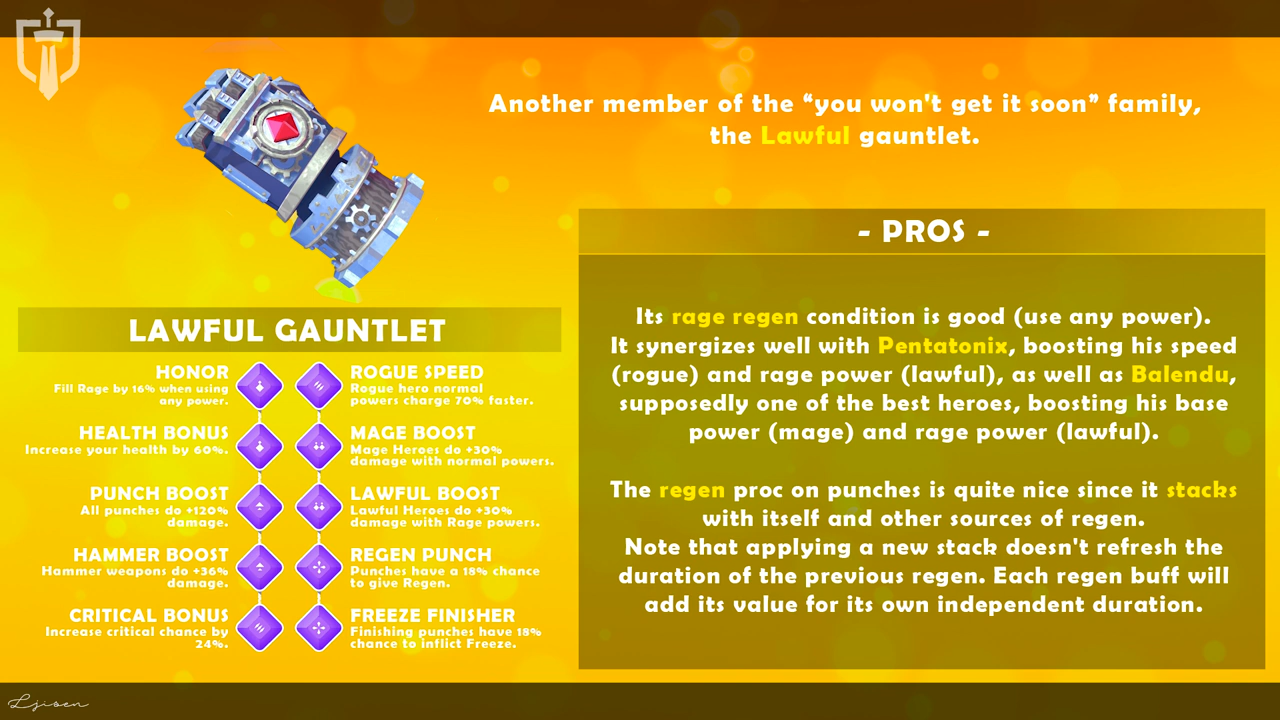 Another member of the “you won't get it soon” family,
the Lawful gauntlet.
LAWFUL GAUNTLET
HONOR
Fill Rage by 16% when using
any power.
ROGUE SPEED
Rogue hero normal
powers charge 70% faster.
HEALTH BONUS
Increase your health by 60%.
MAGE BOOST
Mage Heroes do +30%
damage with normal powers.
PUNCH BOOST
All punches do +120%
damage.
LAWFUL BOOST
Lawful Heroes do +30%
damage with Rage powers.
HAMMER BOOST
Hammer weapons do +36%
damage.
REGEN PUNCH
Punches have a 18% chance
to give Regen.
CRITICAL BONUS
Increase critical chance by
24%.
FREEZE FINISHER
Finishing punches have 18%
chance to inflict Freeze.
- PROS -
Its rage regen condition is good (use any power).
It synergizes well with Pentatonix, boosting his speed
(rogue) and rage power (lawful), as well as Balendu,
supposedly one of the best heroes, boosting his base
power (mage) and rage power (lawful).
The regen proc on punches is quite nice since it stacks
with itself and other sources of regen.
Note that applying a new stack doesn't refresh the
duration of the previous regen. Each regen buff will
add its value for its own independent duration.